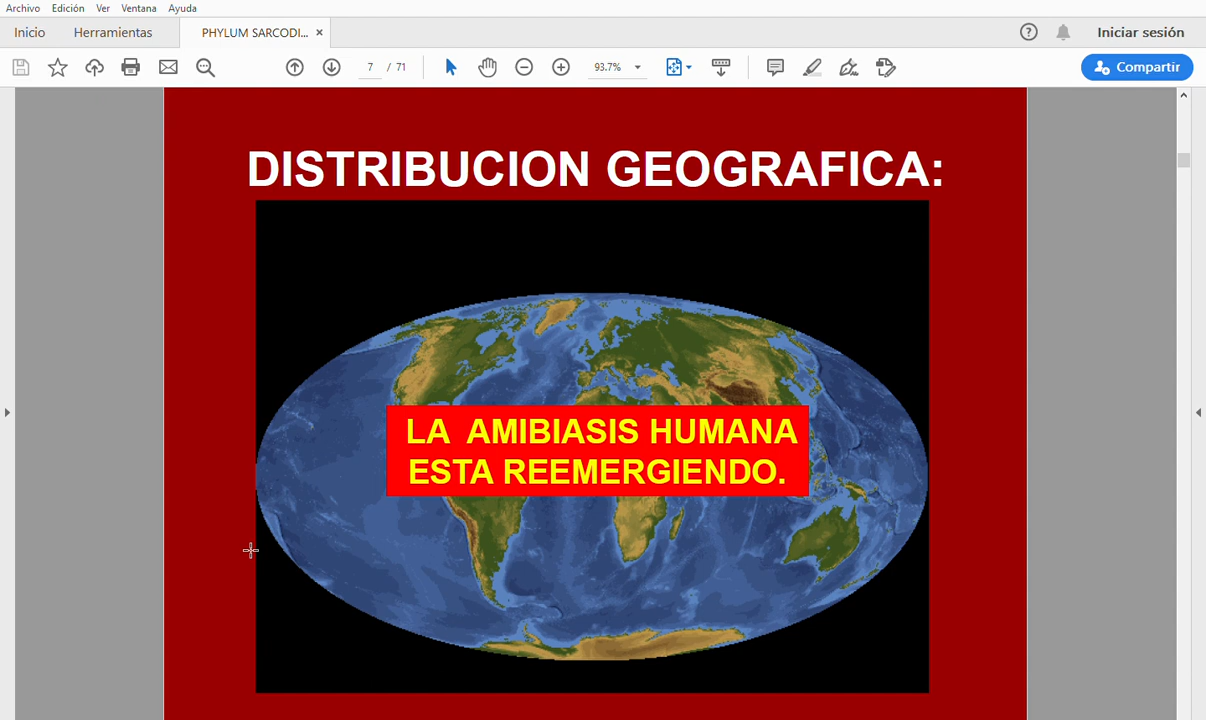 Archivo Edición Ver Ventana Ayuda
Inicio Herramientas PHYLUM SARCODI... × Iniciar sesión
7 / 71 93.7% Compartir
DISTRIBUCION GEOGRAFICA:
LA AMIBIASIS HUMANA
ESTA REEMERGIENDO.